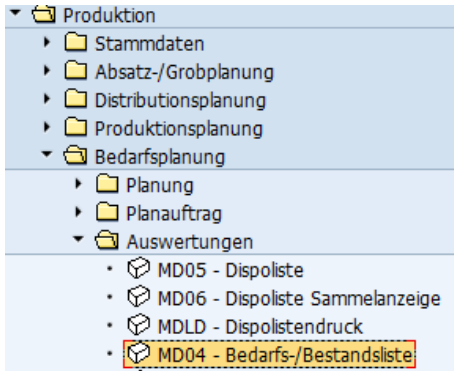 Produktion
Stammdaten
Absatz-/Grobplanung
Distributionsplanung
Produktionsplanung
Bedarfsplanung
Planung
Planauftrag
Auswertungen
MD05 - Dispoliste
MD06 - Dispoliste Sammelanzeige
MDLD - Dispolistendruck
MD04 - Bedarfs-/Bestandsliste